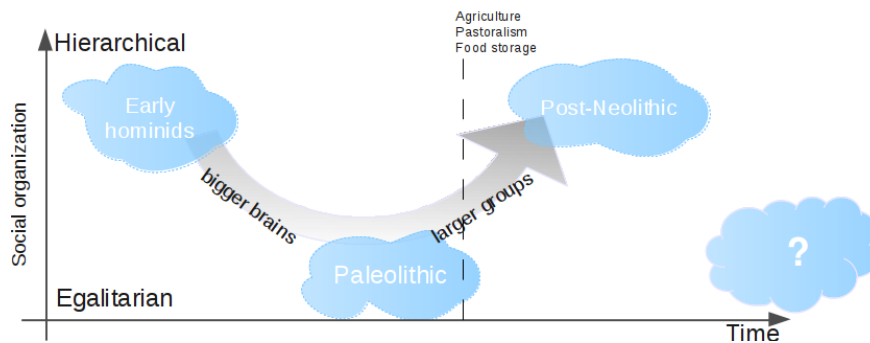 Agriculture
Pastoralism
Food storage
Hierarchical
Social organization
Early
hominids
Post-Neolithic
bigger brains
larger groups
Paleolithic
?
Egalitarian
Time